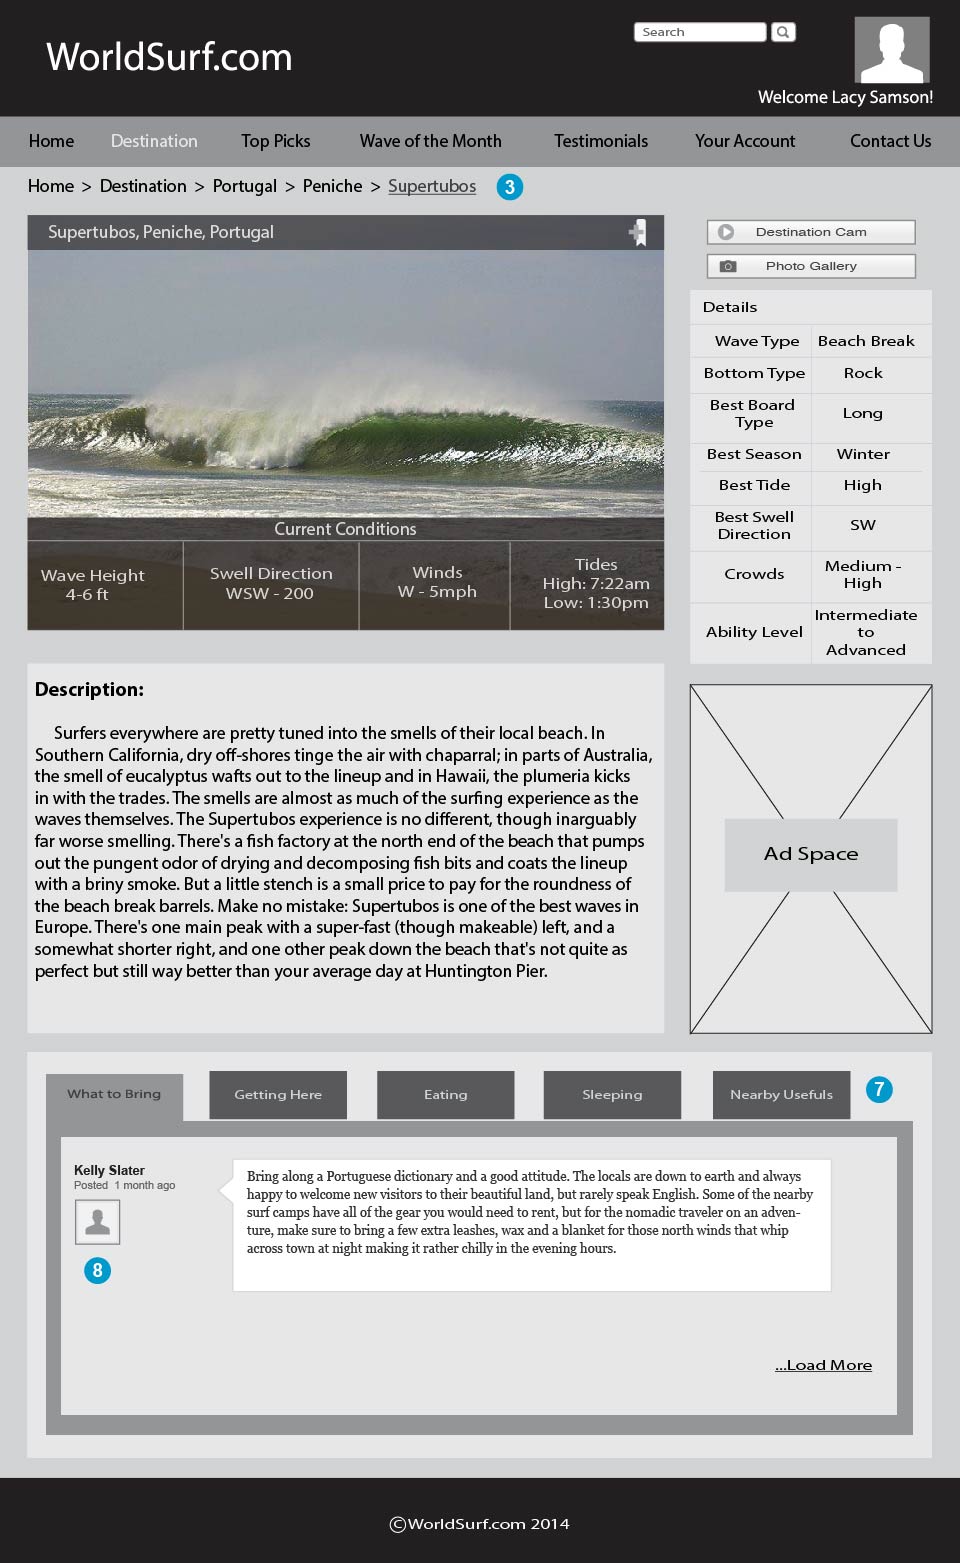 WorldSurf.com
Search
Welcome Lacy Samson!
Home Destination Top Picks Wave of the Month Testimonials Your Account Contact Us
Home > Destination > Portugal > Peniche > Supertubos 3
Supertubos, Peniche, Portugal
Current Conditions
Wave Height
4-6 ft
Swell Direction
WSW - 200
Winds
W - 5mph
Tides
High: 7:22am
Low: 1:30pm
Destination Cam
Photo Gallery
Details
Wave Type Beach Break
Bottom Type Rock
Best Board
Type
Long
Best Season Winter
Best Tide High
Best Swell
Direction
SW
Crowds
Medium -
High
Ability Level
Intermediate
to
Advanced
Description:
Surfers everywhere are pretty tuned into the smells of their local beach. In
Southern California, dry off-shores tinge the air with chaparral; in parts of Australia,
the smell of eucalyptus wafts out to the lineup and in Hawaii, the plumeria kicks
in with the trades. The smells are almost as much of the surfing experience as the
waves themselves. The Supertubos experience is no different, though inarguably
far worse smelling. There's a fish factory at the north end of the beach that pumps
out the pungent odor of drying and decomposing fish bits and coats the lineup
with a briny smoke. But a little stench is a small price to pay for the roundness of
the beach break barrels. Make no mistake: Supertubos is one of the best waves in
Europe. There's one main peak with a super-fast (though makeable) left, and a
somewhat shorter right, and one other peak down the beach that's not quite as
perfect but still way better than your average day at Huntington Pier.
Ad Space
What to Bring Getting Here Eating Sleeping Nearby Usefuls 7
Kelly Slater
Posted 1 month ago
8
Bring along a Portuguese dictionary and a good attitude. The locals are down to earth and always
happy to welcome new visitors to their beautiful land, but rarely speak English. Some of the nearby
surf camps have all of the gear you would need to rent, but for the nomadic traveler on an adven-
ture, make sure to bring a few extra leashes, wax and a blanket for those north winds that whip
across town at night making it rather chilly in the evening hours.
...Load More
©WorldSurf.com 2014